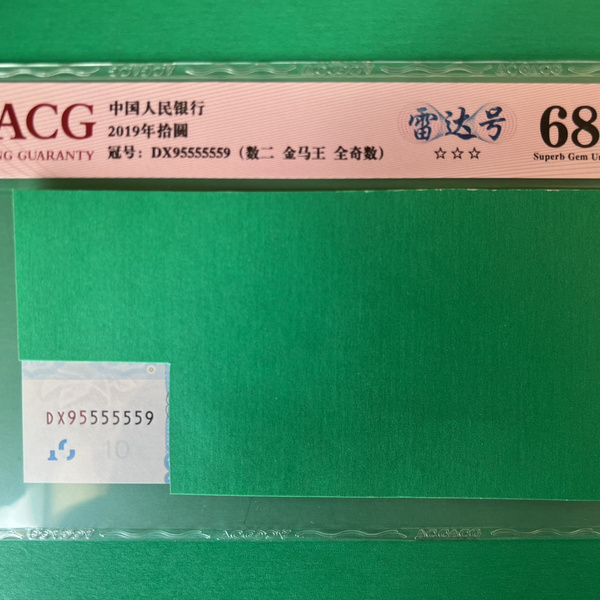 ACG
NG GUARANTY
中国人民银行
2019年拾圆
冠号: DX95555559 (数二 金马王 全奇数)
雷达号
☆☆☆
68
Superb Gem Un
DX95555559
10